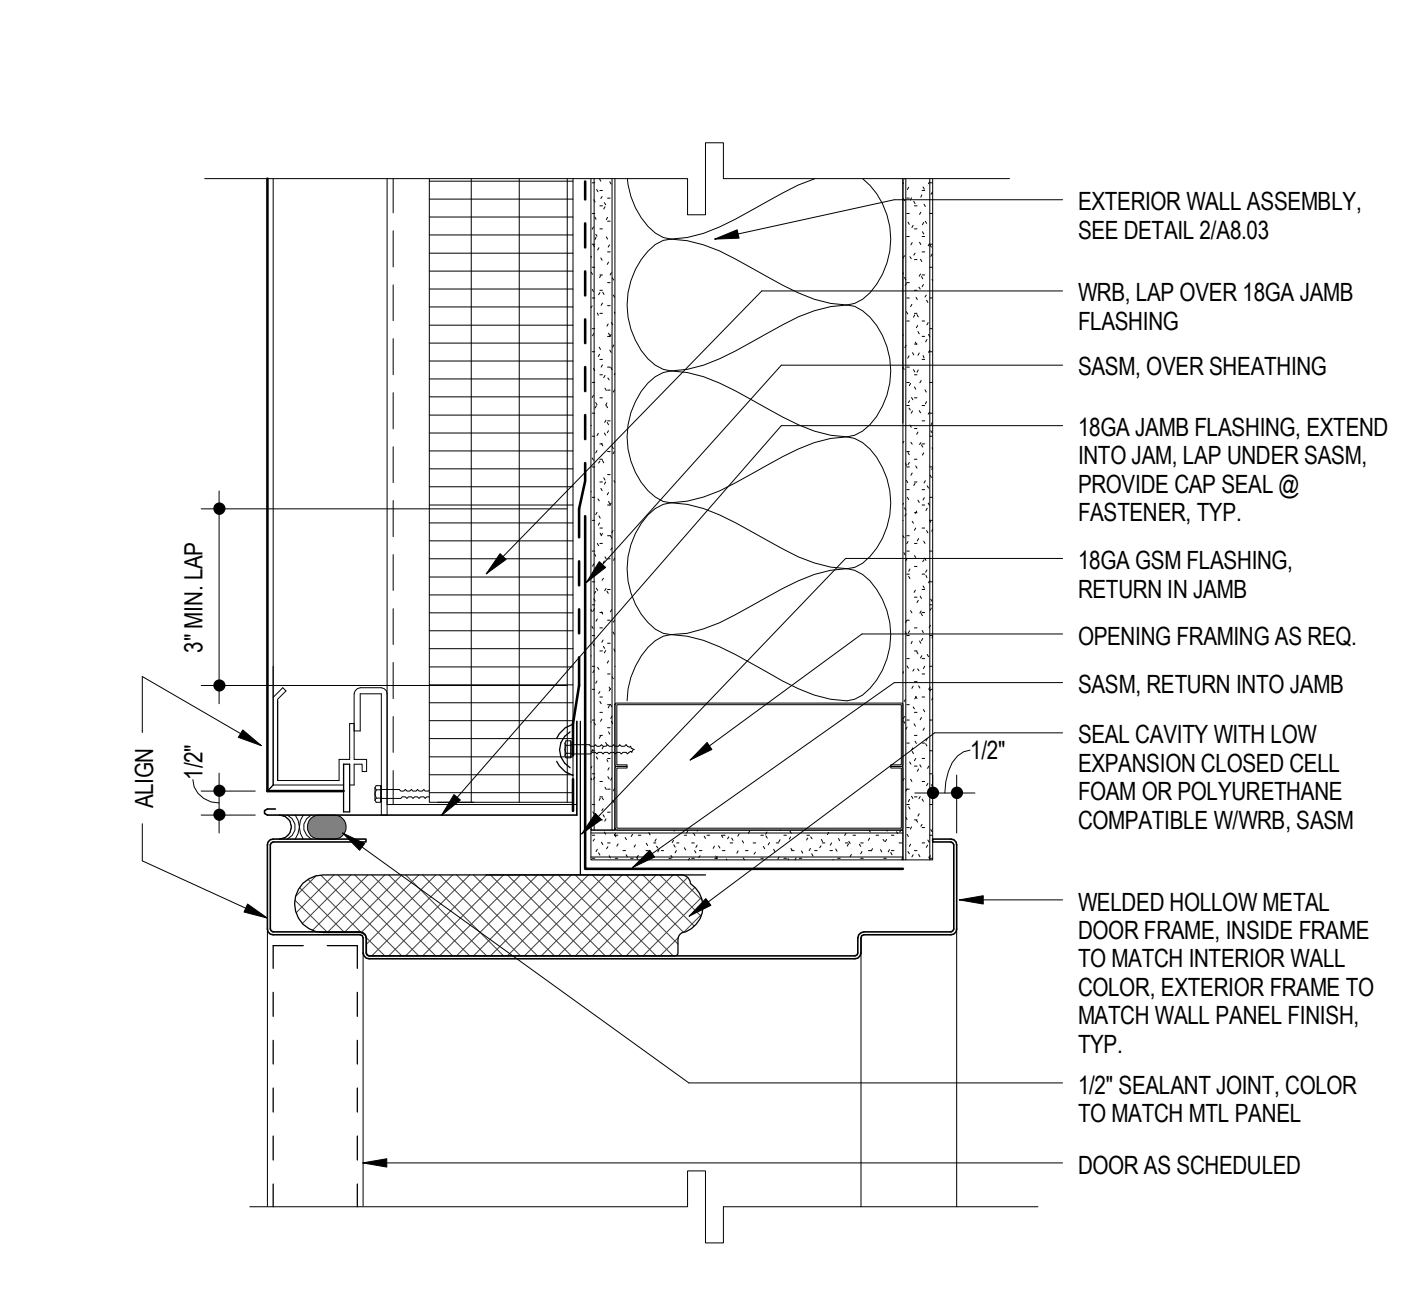 EXTERIOR WALL ASSEMBLY,
SEE DETAIL 2/A8.03
WRB, LAP OVER 18GA JAMB
FLASHING
SASM, OVER SHEATHING
18GA JAMB FLASHING, EXTEND
INTO JAM, LAP UNDER SASM,
PROVIDE CAP SEAL @
FASTENER, TYP.
18GA GSM FLASHING,
RETURN IN JAMB
OPENING FRAMING AS REQ.
SASM, RETURN INTO JAMB
SEAL CAVITY WITH LOW
EXPANSION CLOSED CELL
FOAM OR POLYURETHANE
COMPATIBLE W/WRB, SASM
WELDED HOLLOW METAL
DOOR FRAME, INSIDE FRAME
TO MATCH INTERIOR WALL
COLOR, EXTERIOR FRAME TO
MATCH WALL PANEL FINISH,
TYP.
1/2" SEALANT JOINT, COLOR
TO MATCH MTL PANEL
DOOR AS SCHEDULED
3" MIN. LAP
1/2"
ALIGN
1/2"